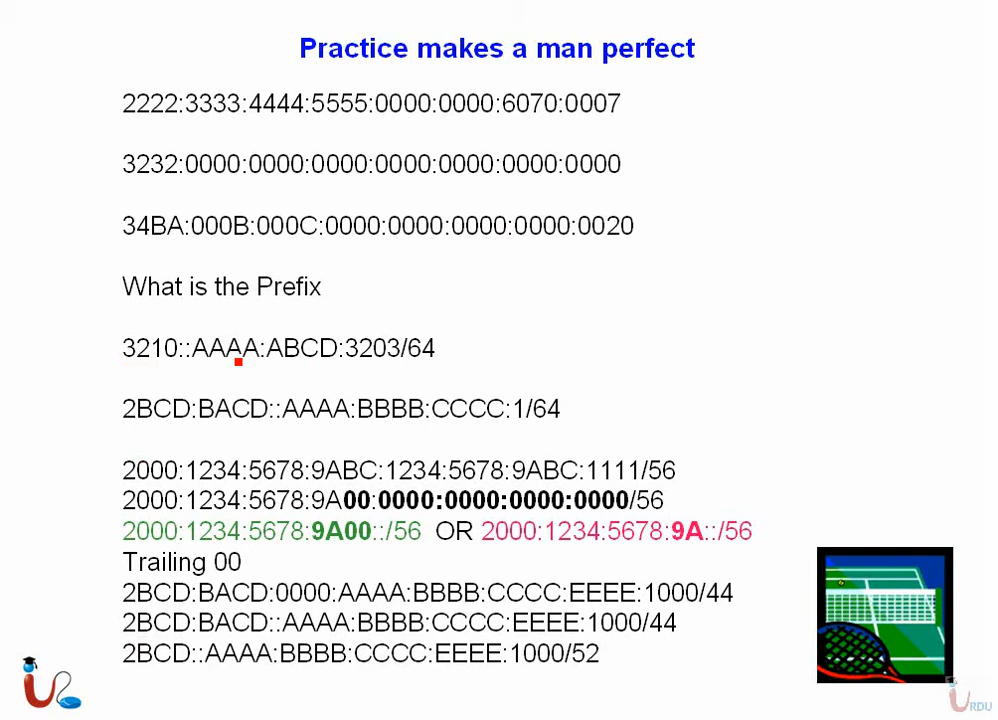 Practice makes a man perfect
2222:3333:4444:5555:0000:0000:6070:0007
3232:0000:0000:0000:0000:0000:0000:0000
34BA:000B:000C:0000:0000:0000:0000:0020
What is the Prefix
3210::AAAA:ABCD:3203/64
2BCD:BACD::AAAA:BBBB:CCCC:1/64
2000:1234:5678:9ABC:1234:5678:9ABC:1111/56
2000:1234:5678:9A00:0000:0000:0000:0000/56
2000:1234:5678:9A00::/56 OR 2000:1234:5678:9A::/56
Trailing 00
2BCD:BACD:0000:AAAA:BBBB:CCCC:EEEE:1000/44
2BCD:BACD::AAAA:BBBB:CCCC:EEEE:1000/44
2BCD::AAAA:BBBB:CCCC:EEEE:1000/52
URDU